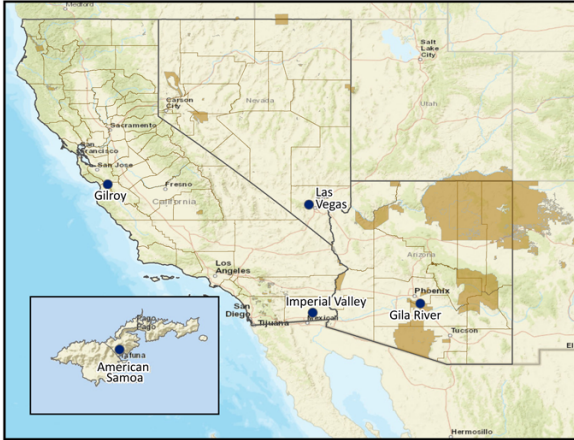 Medford
Salt
Lake
City
Carson
City
Nevada
Utah
Sacramento
San
Francisco
San Jose
Gilroy
Fresno
California
Las
Vegas
Arizona
Los
Angeles
Phoenix
Gila River
Imperial Valley
San
Diego
Tijuana
Mexicali
Tucson
Pago
Pago
Tafuna
American
Samoa
Hermosillo
El